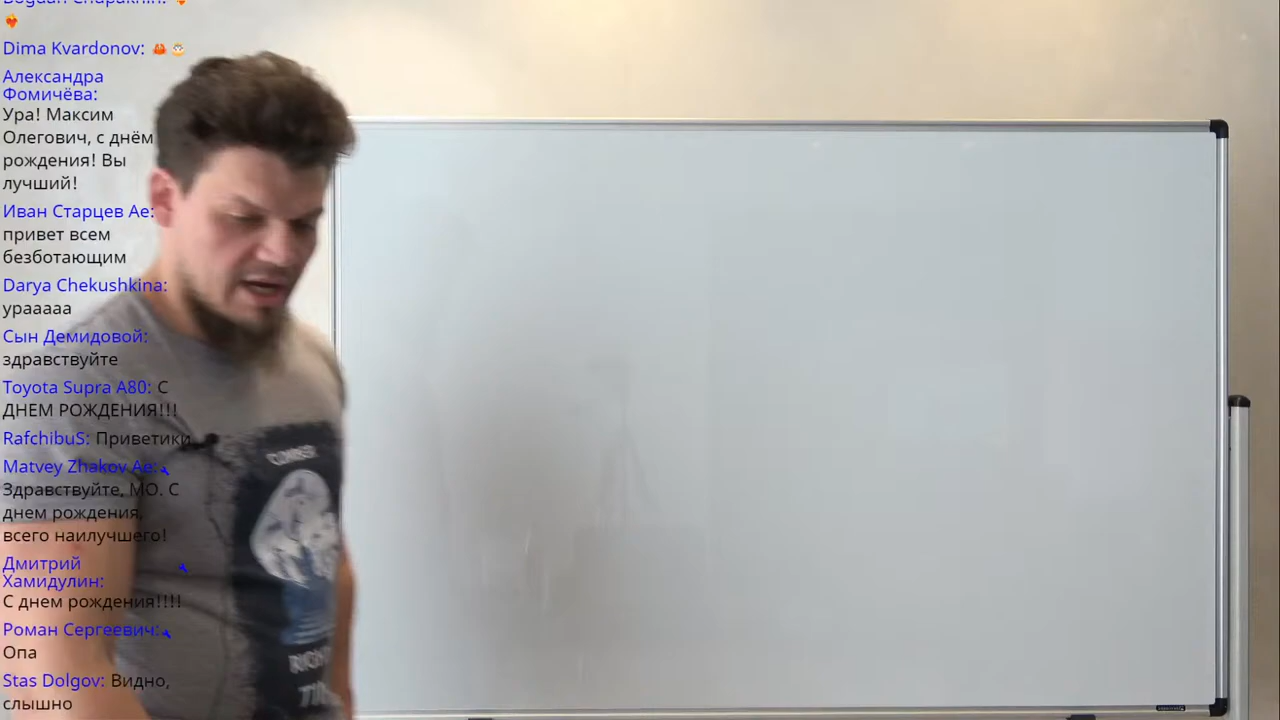 Dima Kvardonov:
Александра
Фомичёва:
Ура! Максим
Олегович, с днём
рождения! Вы
лучший!
Иван Старцев Ae:
привет всем
безботающим
Darya Chekushkina:
урааааа
Сын Демидовой:
здравствуйте
Toyota Supra A80: С
ДНЕМ РОЖДЕНИЯ!!!
RafchibuS: Приветики
Matvey Zhakov Ae:
Здравствуйте, МО. С
днем рождения,
всего наилучшего!
Дмитрий
Хамидулин:
С днем рождения!!!!
Роман Сергеевич:
Опа
Stas Dolgov: Видно,
слышно